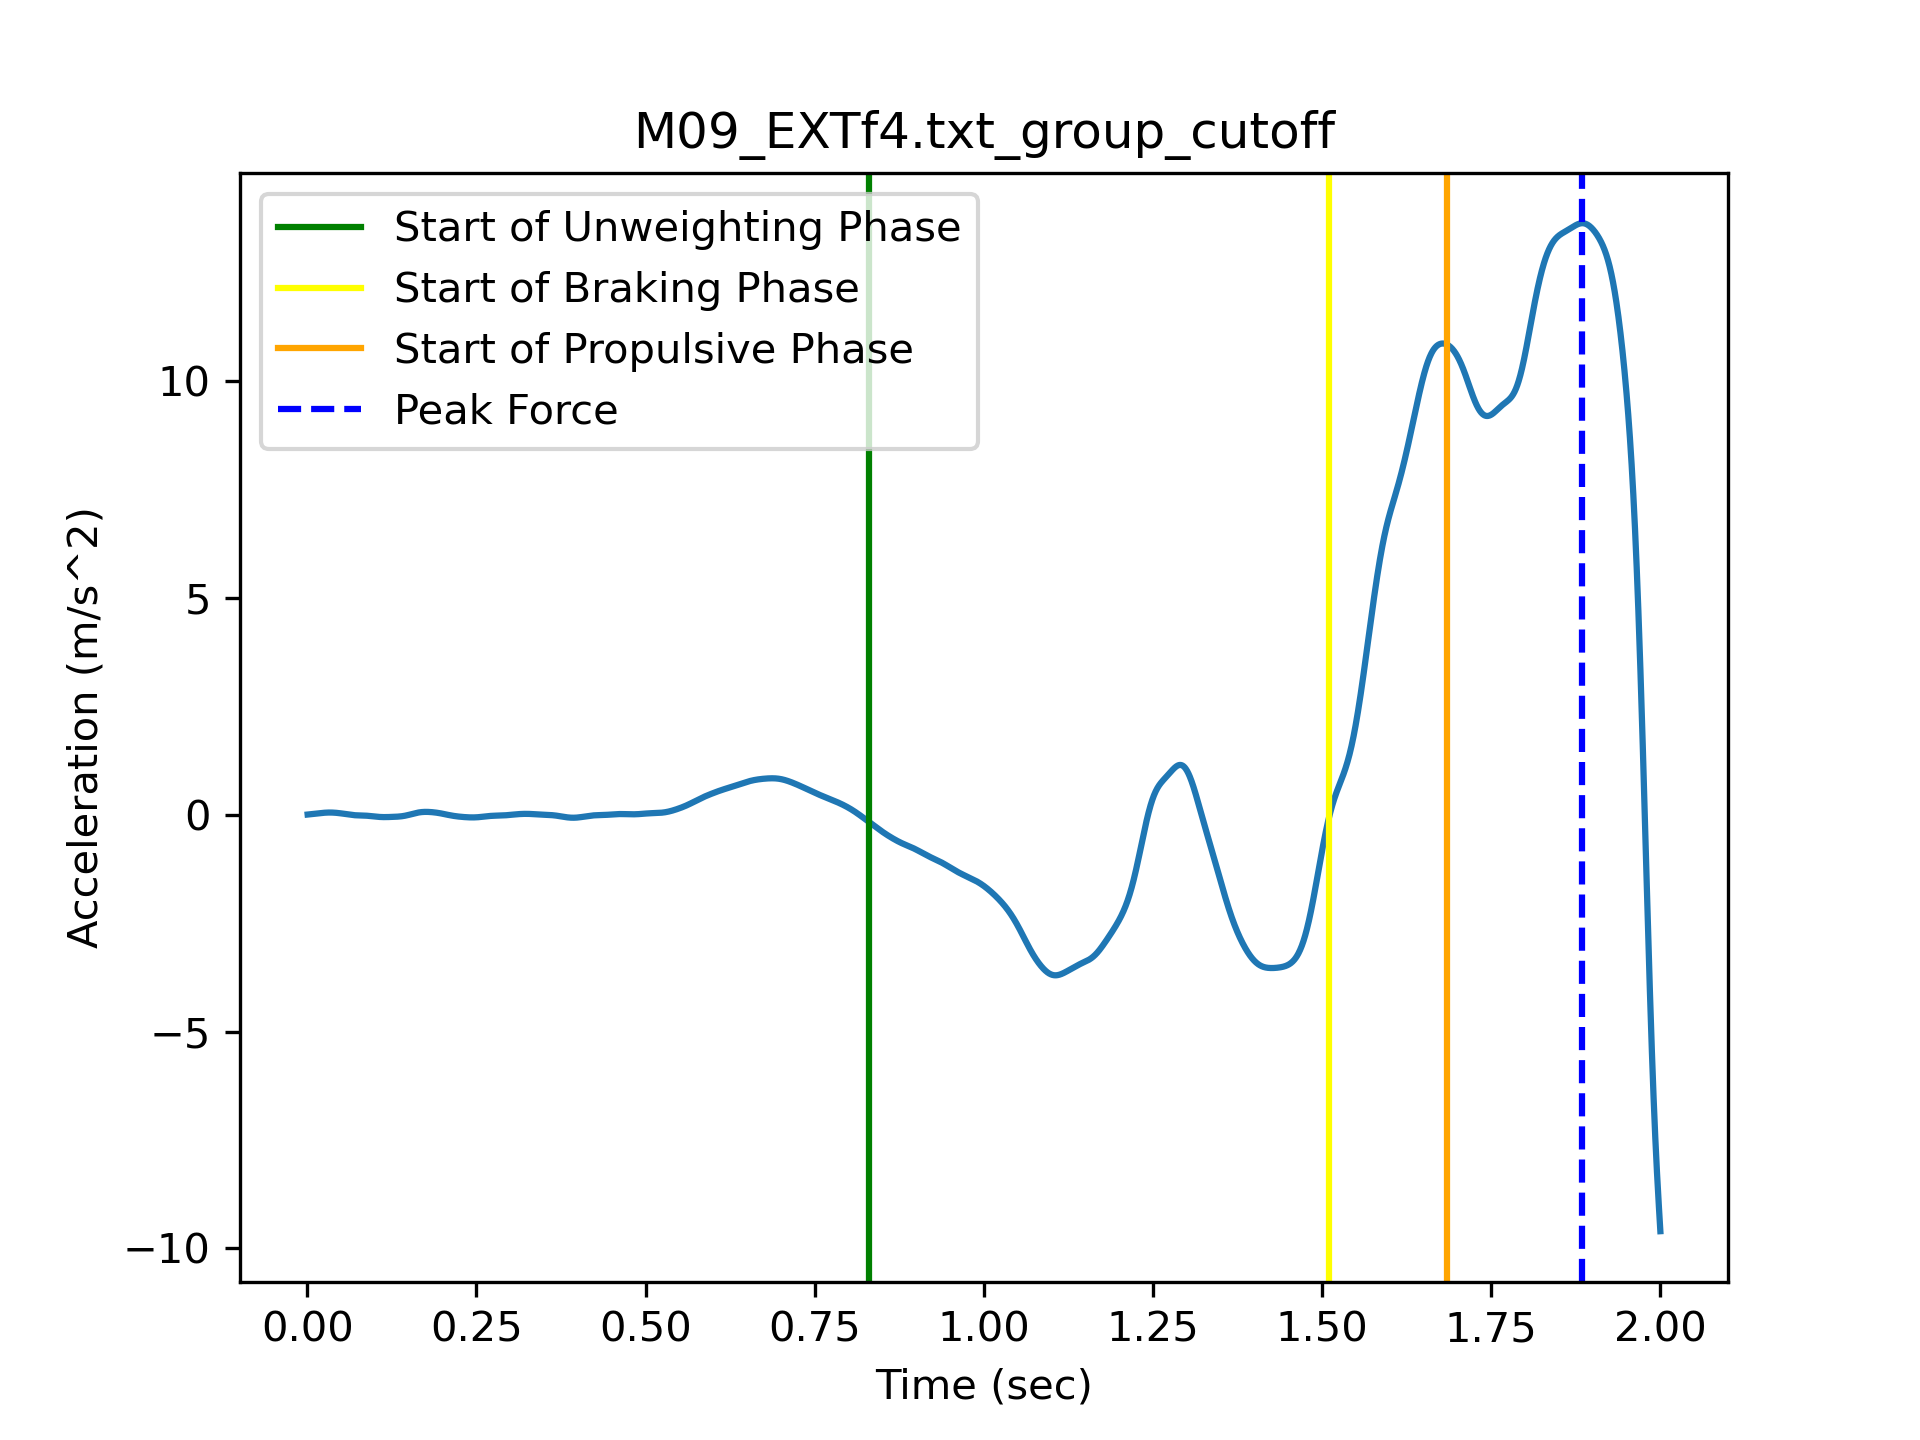 M09_EXTf4.txt_group_cutoff
Start of Unweighting Phase
Start of Braking Phase
Start of Propulsive Phase
Peak Force
10
5
0
−5
−10
Acceleration (m/s^2)
0.00 0.25 0.50 0.75 1.00 1.25 1.50 1.75 2.00
Time (sec)